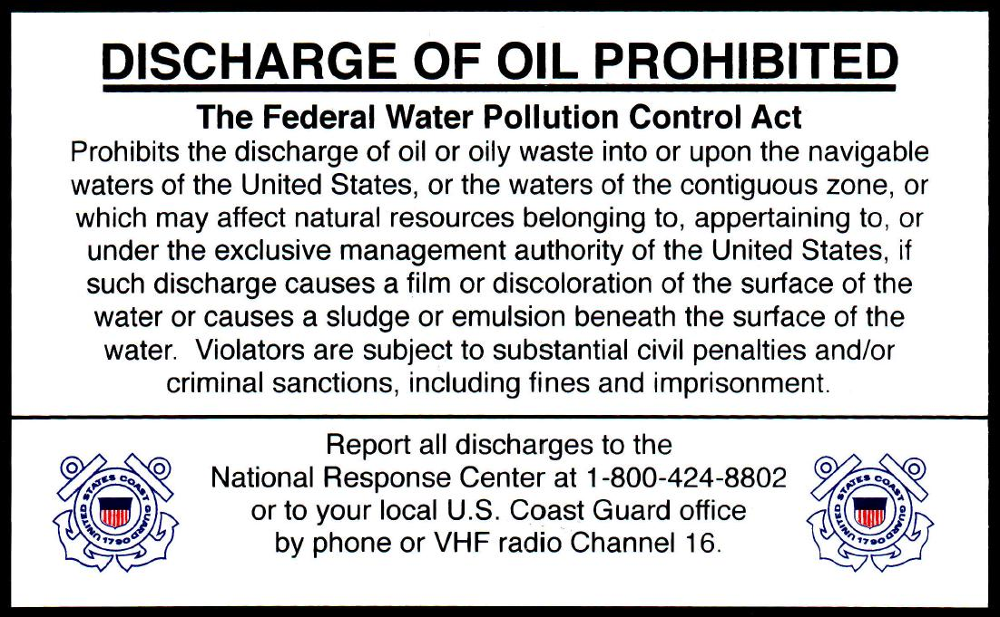 DISCHARGE OF OIL PROHIBITED
The Federal Water Pollution Control Act
Prohibits the discharge of oil or oily waste into or upon the navigable
waters of the United States, or the waters of the contiguous zone, or
which may affect natural resources belonging to, appertaining to, or
under the exclusive management authority of the United States, if
such discharge causes a film or discoloration of the surface of the
water or causes a sludge or emulsion beneath the surface of the
water.  Violators are subject to substantial civil penalties and/or
criminal sanctions, including fines and imprisonment.
Report all discharges to the
National Response Center at 1-800-424-8802
or to your local U.S. Coast Guard office
by phone or VHF radio Channel 16.
UNITED STATES COAST GUARD
1790
UNITED STATES COAST GUARD
1790